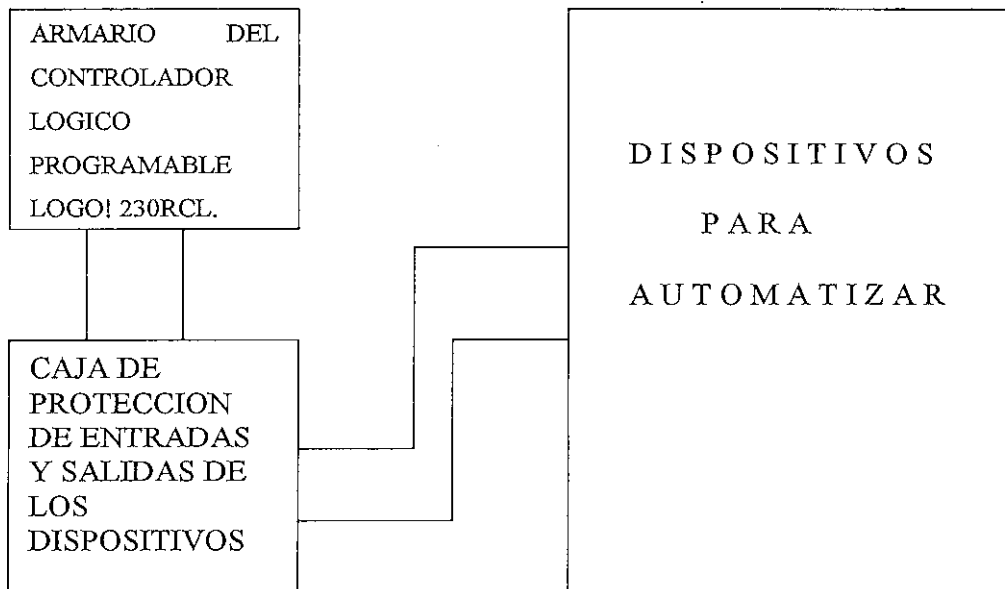 ARMARIO DEL
CONTROLADOR
LOGICO
PROGRAMABLE
LOGO! 230RCL.
DISPOSITIVOS
PARA
AUTOMATIZAR
CAJA DE
PROTECCION
DE ENTRADAS
Y SALIDAS DE
LOS
DISPOSITIVOS